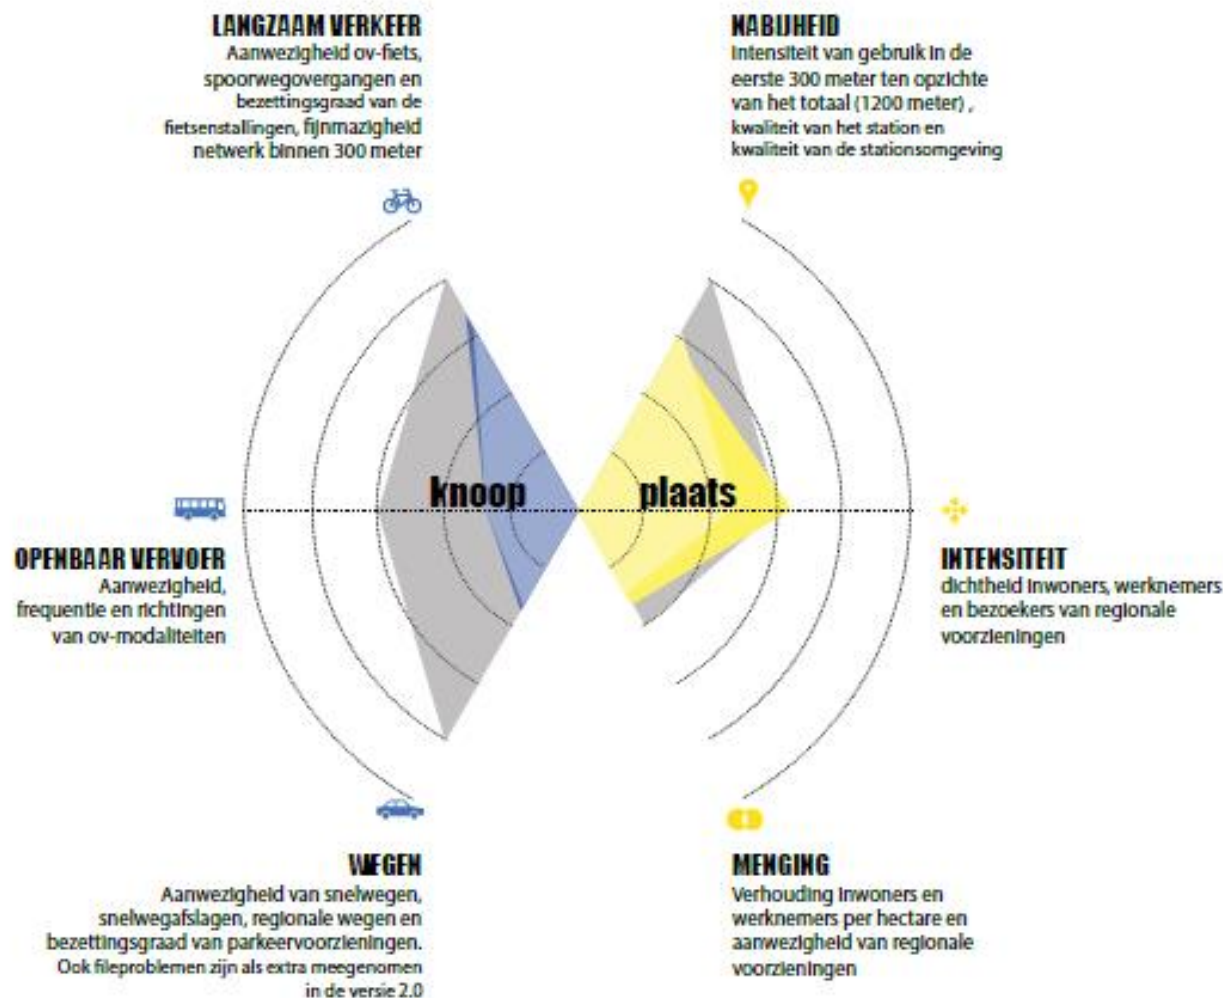 LANGZAAM VERKEER
Aanwezigheid ov-fiets,
spoorwegovergangen en
bezettingsgraad van de
fietsenstallingen, fijnmazigheid
netwerk binnen 300 meter
NABIJHEID
Intensiteit van gebruik in de
eerste 300 meter ten opzichte
van het totaal (1200 meter) ,
kwaliteit van het station en
kwaliteit van de stationsomgeving
knoop
plaats
OPENBAAR VERVOER
Aanwezigheid,
frequentie en richtingen
van ov-modaliteiten
INTENSITEIT
dichtheid inwoners, werknemers
en bezoekers van regionale
voorzieningen
WEGEN
Aanwezigheid van snelwegen,
snelwegafslagen, regionale wegen en
bezettingsgraad van parkeervoorzieningen.
Ook fileproblemen zijn als extra meegenomen
in de versie 2.0
MENGING
Verhouding inwoners en
werknemers per hectare en
aanwezigheid van regionale
voorzieningen